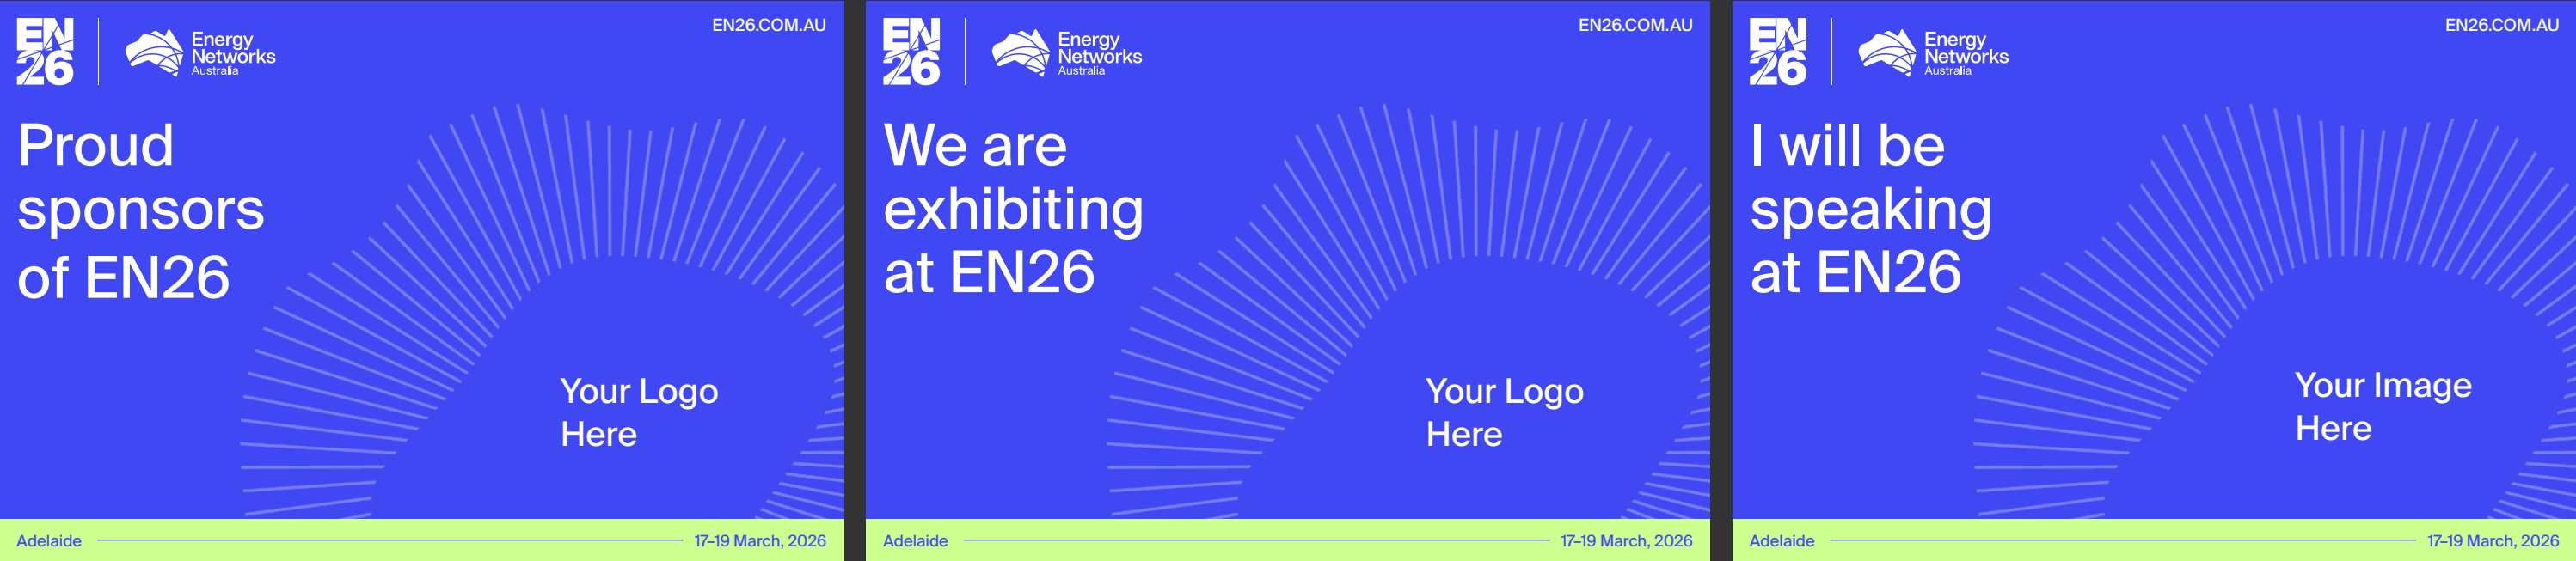 EN
26
Energy
Networks
Australia
EN26.COM.AU
Proud
sponsors
of EN26
Your Logo
Here
Adelaide
17–19 March, 2026
EN
26
Energy
Networks
Australia
EN26.COM.AU
We are
exhibiting
at EN26
Your Logo
Here
Adelaide
17–19 March, 2026
EN
26
Energy
Networks
Australia
EN26.COM.AU
I will be
speaking
at EN26
Your Image
Here
Adelaide
17–19 March, 2026